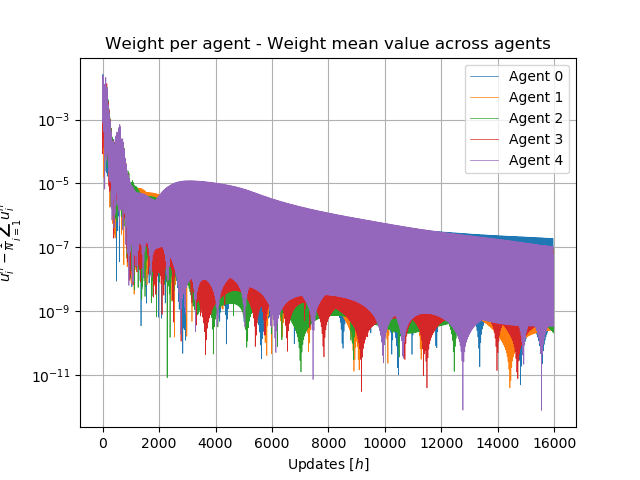 Weight per agent - Weight mean value across agents
Agent 0
Agent 1
Agent 2
Agent 3
Agent 4
10⁻³
10⁻⁵
10⁻⁷
10⁻⁹
10⁻¹¹
0 2000 4000 6000 8000 10000 12000 14000 16000
Updates [h]